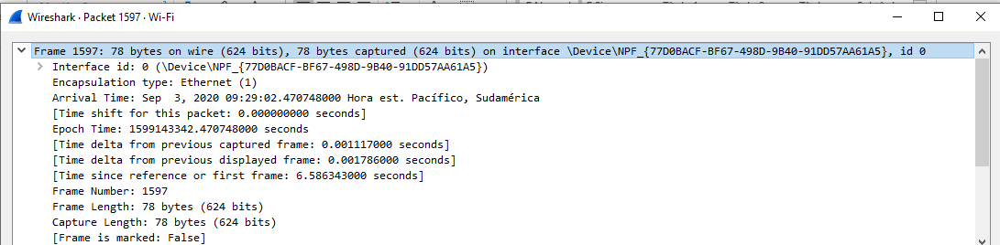 Wireshark · Packet 1597 · Wi-Fi
Frame 1597: 78 bytes on wire (624 bits), 78 bytes captured (624 bits) on interface \Device\NPF_{77D0BACF-BF67-498D-9B40-91DD57AA61A5}, id 0
Interface id: 0 (\Device\NPF_{77D0BACF-BF67-498D-9B40-91DD57AA61A5})
Encapsulation type: Ethernet (1)
Arrival Time: Sep  3, 2020 09:29:02.470748000 Hora est. Pacífico, Sudamérica
[Time shift for this packet: 0.000000000 seconds]
Epoch Time: 1599143342.470748000 seconds
[Time delta from previous captured frame: 0.001117000 seconds]
[Time delta from previous displayed frame: 0.001786000 seconds]
[Time since reference or first frame: 6.586343000 seconds]
Frame Number: 1597
Frame Length: 78 bytes (624 bits)
Capture Length: 78 bytes (624 bits)
[Frame is marked: False]